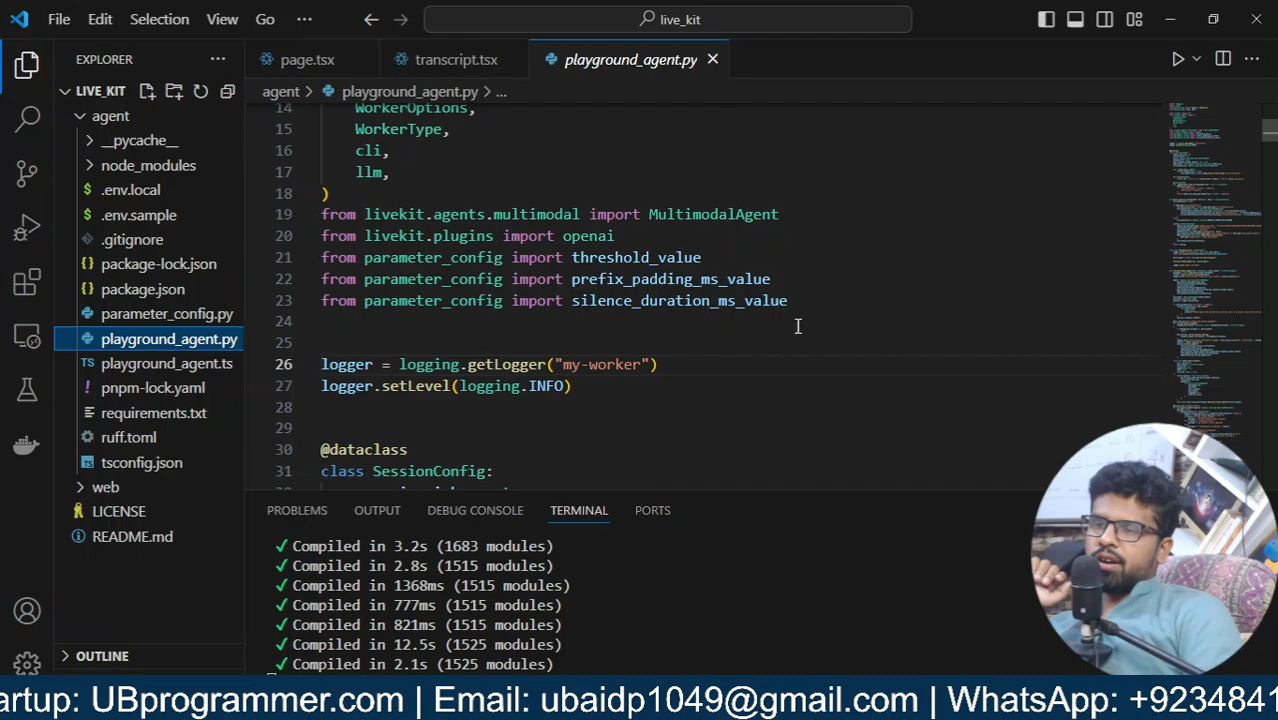 File Edit Selection View Go ··· live_kit
EXPLORER ···
page.tsx transcript.tsx playground_agent.py
LIVE_KIT
agent > playground_agent.py > ...
agent
__pycache__
node_modules
.env.local
.env.sample
.gitignore
package-lock.json
package.json
parameter_config.py
playground_agent.py
playground_agent.ts
pnpm-lock.yaml
requirements.txt
ruff.toml
tsconfig.json
web
LICENSE
README.md
OUTLINE
14 WorkerOptions,
15 WorkerType,
16 cli,
17 llm,
18 )
19 from livekit.agents.multimodal import MultimodalAgent
20 from livekit.plugins import openai
21 from parameter_config import threshold_value
22 from parameter_config import prefix_padding_ms_value
23 from parameter_config import silence_duration_ms_value
24
25
26 logger = logging.getLogger("my-worker")
27 logger.setLevel(logging.INFO)
28
29
30 @dataclass
31 class SessionConfig:
PROBLEMS OUTPUT DEBUG CONSOLE TERMINAL PORTS
✓ Compiled in 3.2s (1683 modules)
✓ Compiled in 2.8s (1515 modules)
✓ Compiled in 1368ms (1515 modules)
✓ Compiled in 777ms (1515 modules)
✓ Compiled in 821ms (1515 modules)
✓ Compiled in 12.5s (1525 modules)
✓ Compiled in 2.1s (1525 modules)
artup: UBprogrammer.com | Email: ubaidp1049@gmail.com | WhatsApp: +9234841